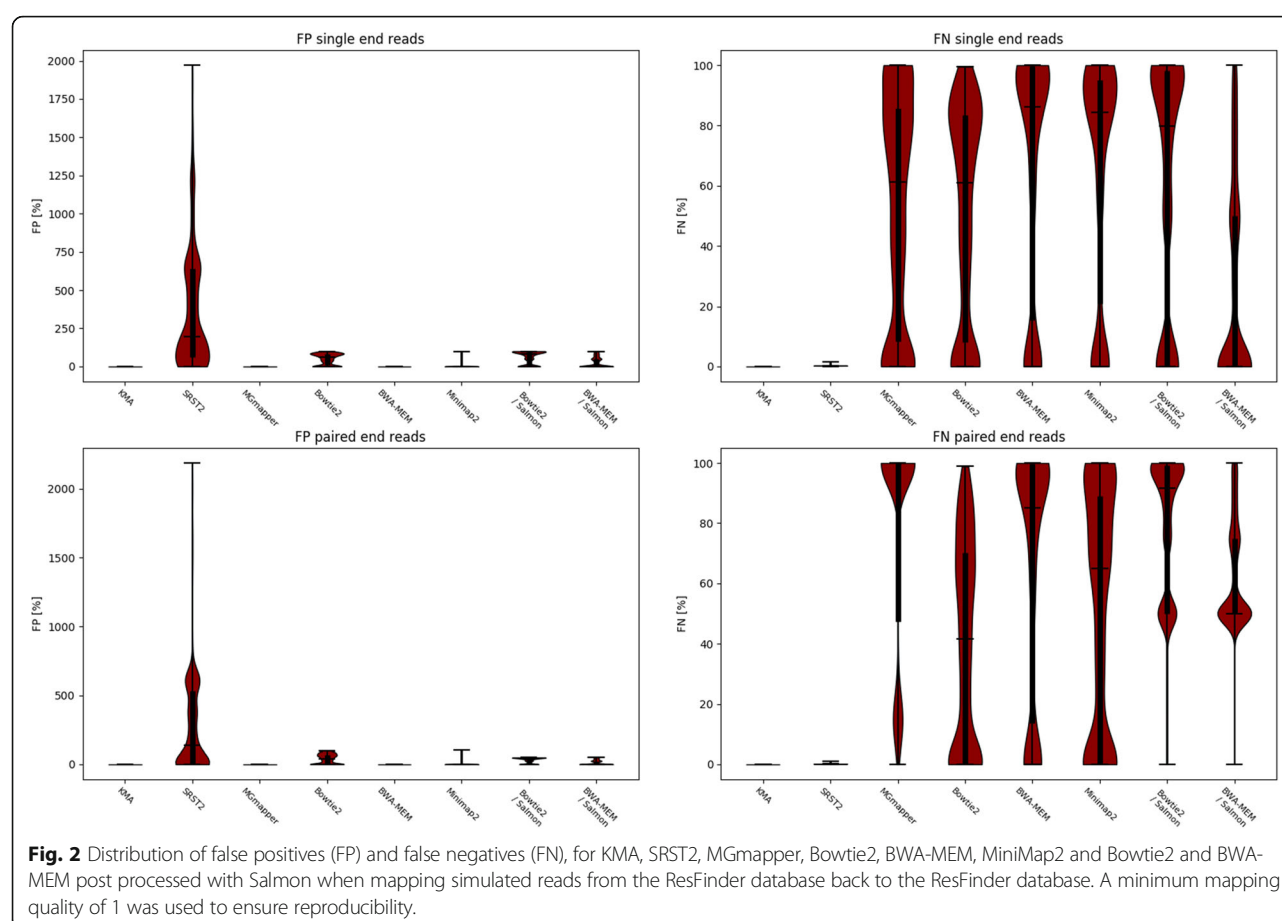 FP single end reads
FP [%]
2000
1750
1500
1250
1000
750
500
250
0
KMA
SRST2
MGmapper
Bowtie2
BWA-MEM
Minimap2
Bowtie2
/ Salmon
BWA-MEM
/ Salmon
FN single end reads
FN [%]
100
80
60
40
20
0
KMA
SRST2
MGmapper
Bowtie2
BWA-MEM
Minimap2
Bowtie2
/ Salmon
BWA-MEM
/ Salmon
FP paired end reads
FP [%]
2000
1500
1000
500
0
KMA
SRST2
MGmapper
Bowtie2
BWA-MEM
Minimap2
Bowtie2
/ Salmon
BWA-MEM
/ Salmon
FN paired end reads
FN [%]
100
80
60
40
20
0
KMA
SRST2
MGmapper
Bowtie2
BWA-MEM
Minimap2
Bowtie2
/ Salmon
BWA-MEM
/ Salmon
Fig. 2 Distribution of false positives (FP) and false negatives (FN), for KMA, SRST2, MGmapper, Bowtie2, BWA-MEM, MiniMap2 and Bowtie2 and BWA-
MEM post processed with Salmon when mapping simulated reads from the ResFinder database back to the ResFinder database. A minimum mapping
quality of 1 was used to ensure reproducibility.